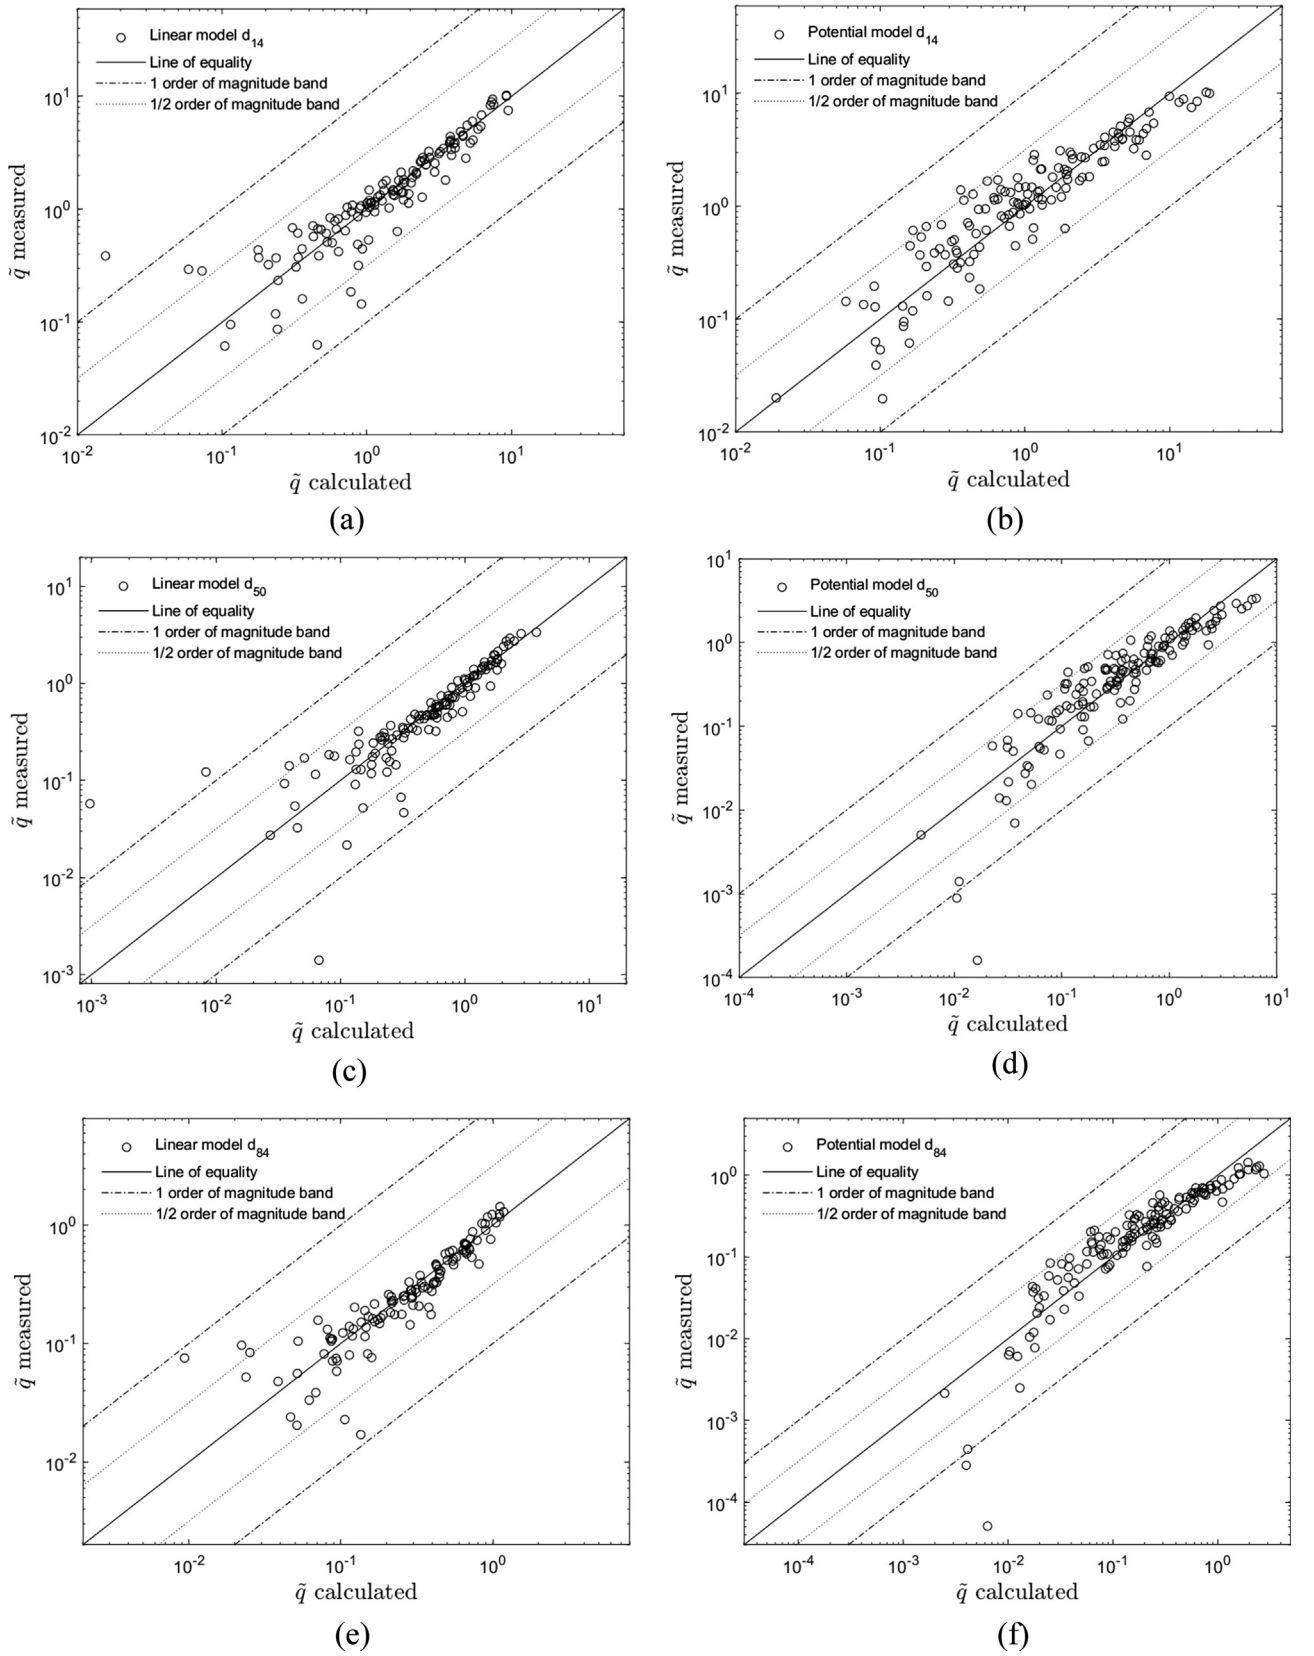 Linear model d14
Line of equality
1 order of magnitude band
1/2 order of magnitude band
10^1
10^0
10^-1
10^-2
q̃ measured
10^-2 10^-1 10^0 10^1
q̃ calculated
(a)
Potential model d14
Line of equality
1 order of magnitude band
1/2 order of magnitude band
10^1
10^0
10^-1
10^-2
q̃ measured
10^-2 10^-1 10^0 10^1
q̃ calculated
(b)
Linear model d50
Line of equality
1 order of magnitude band
1/2 order of magnitude band
10^1
10^0
10^-1
10^-2
10^-3
q̃ measured
10^-3 10^-2 10^-1 10^0 10^1
q̃ calculated
(c)
Potential model d50
Line of equality
1 order of magnitude band
1/2 order of magnitude band
10^1
10^0
10^-1
10^-2
10^-3
10^-4
q̃ measured
10^-4 10^-3 10^-2 10^-1 10^0 10^1
q̃ calculated
(d)
Linear model d84
Line of equality
1 order of magnitude band
1/2 order of magnitude band
10^0
10^-1
10^-2
q̃ measured
10^-2 10^-1 10^0
q̃ calculated
(e)
Potential model d84
Line of equality
1 order of magnitude band
1/2 order of magnitude band
10^0
10^-1
10^-2
10^-3
10^-4
q̃ measured
10^-4 10^-3 10^-2 10^-1 10^0
q̃ calculated
(f)